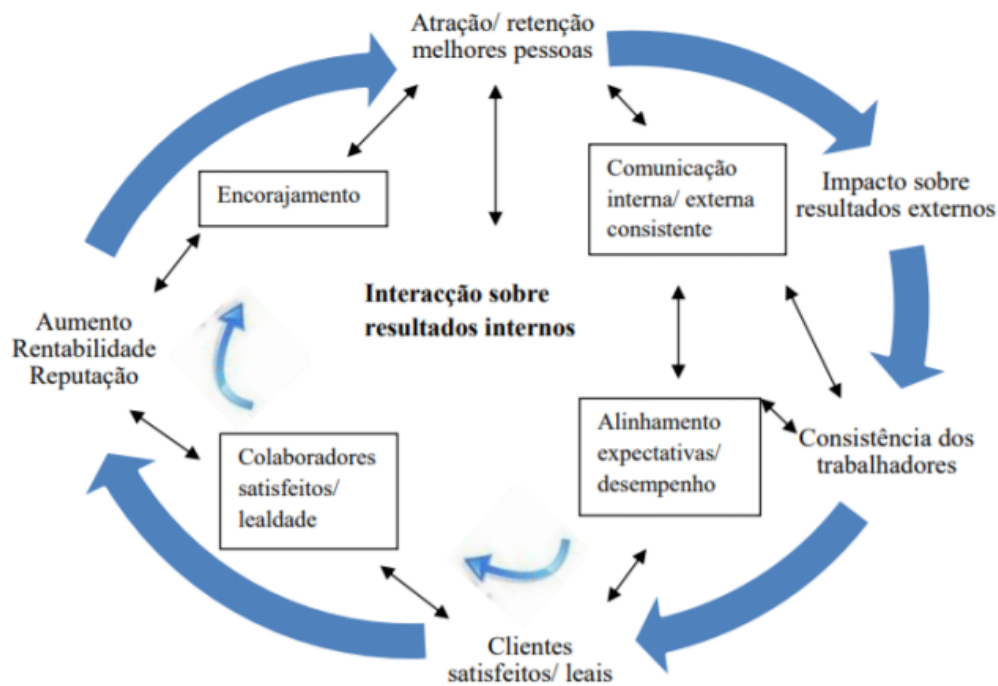 Atração/ retenção
melhores pessoas
Encorajamento
Comunicação
interna/ externa
consistente
Impacto sobre
resultados externos
Interacção sobre
resultados internos
Aumento
Rentabilidade
Reputação
Alinhamento
expectativas/
desempenho
Consistência dos
trabalhadores
Colaboradores
satisfeitos/
lealdade
Clientes
satisfeitos/ leais